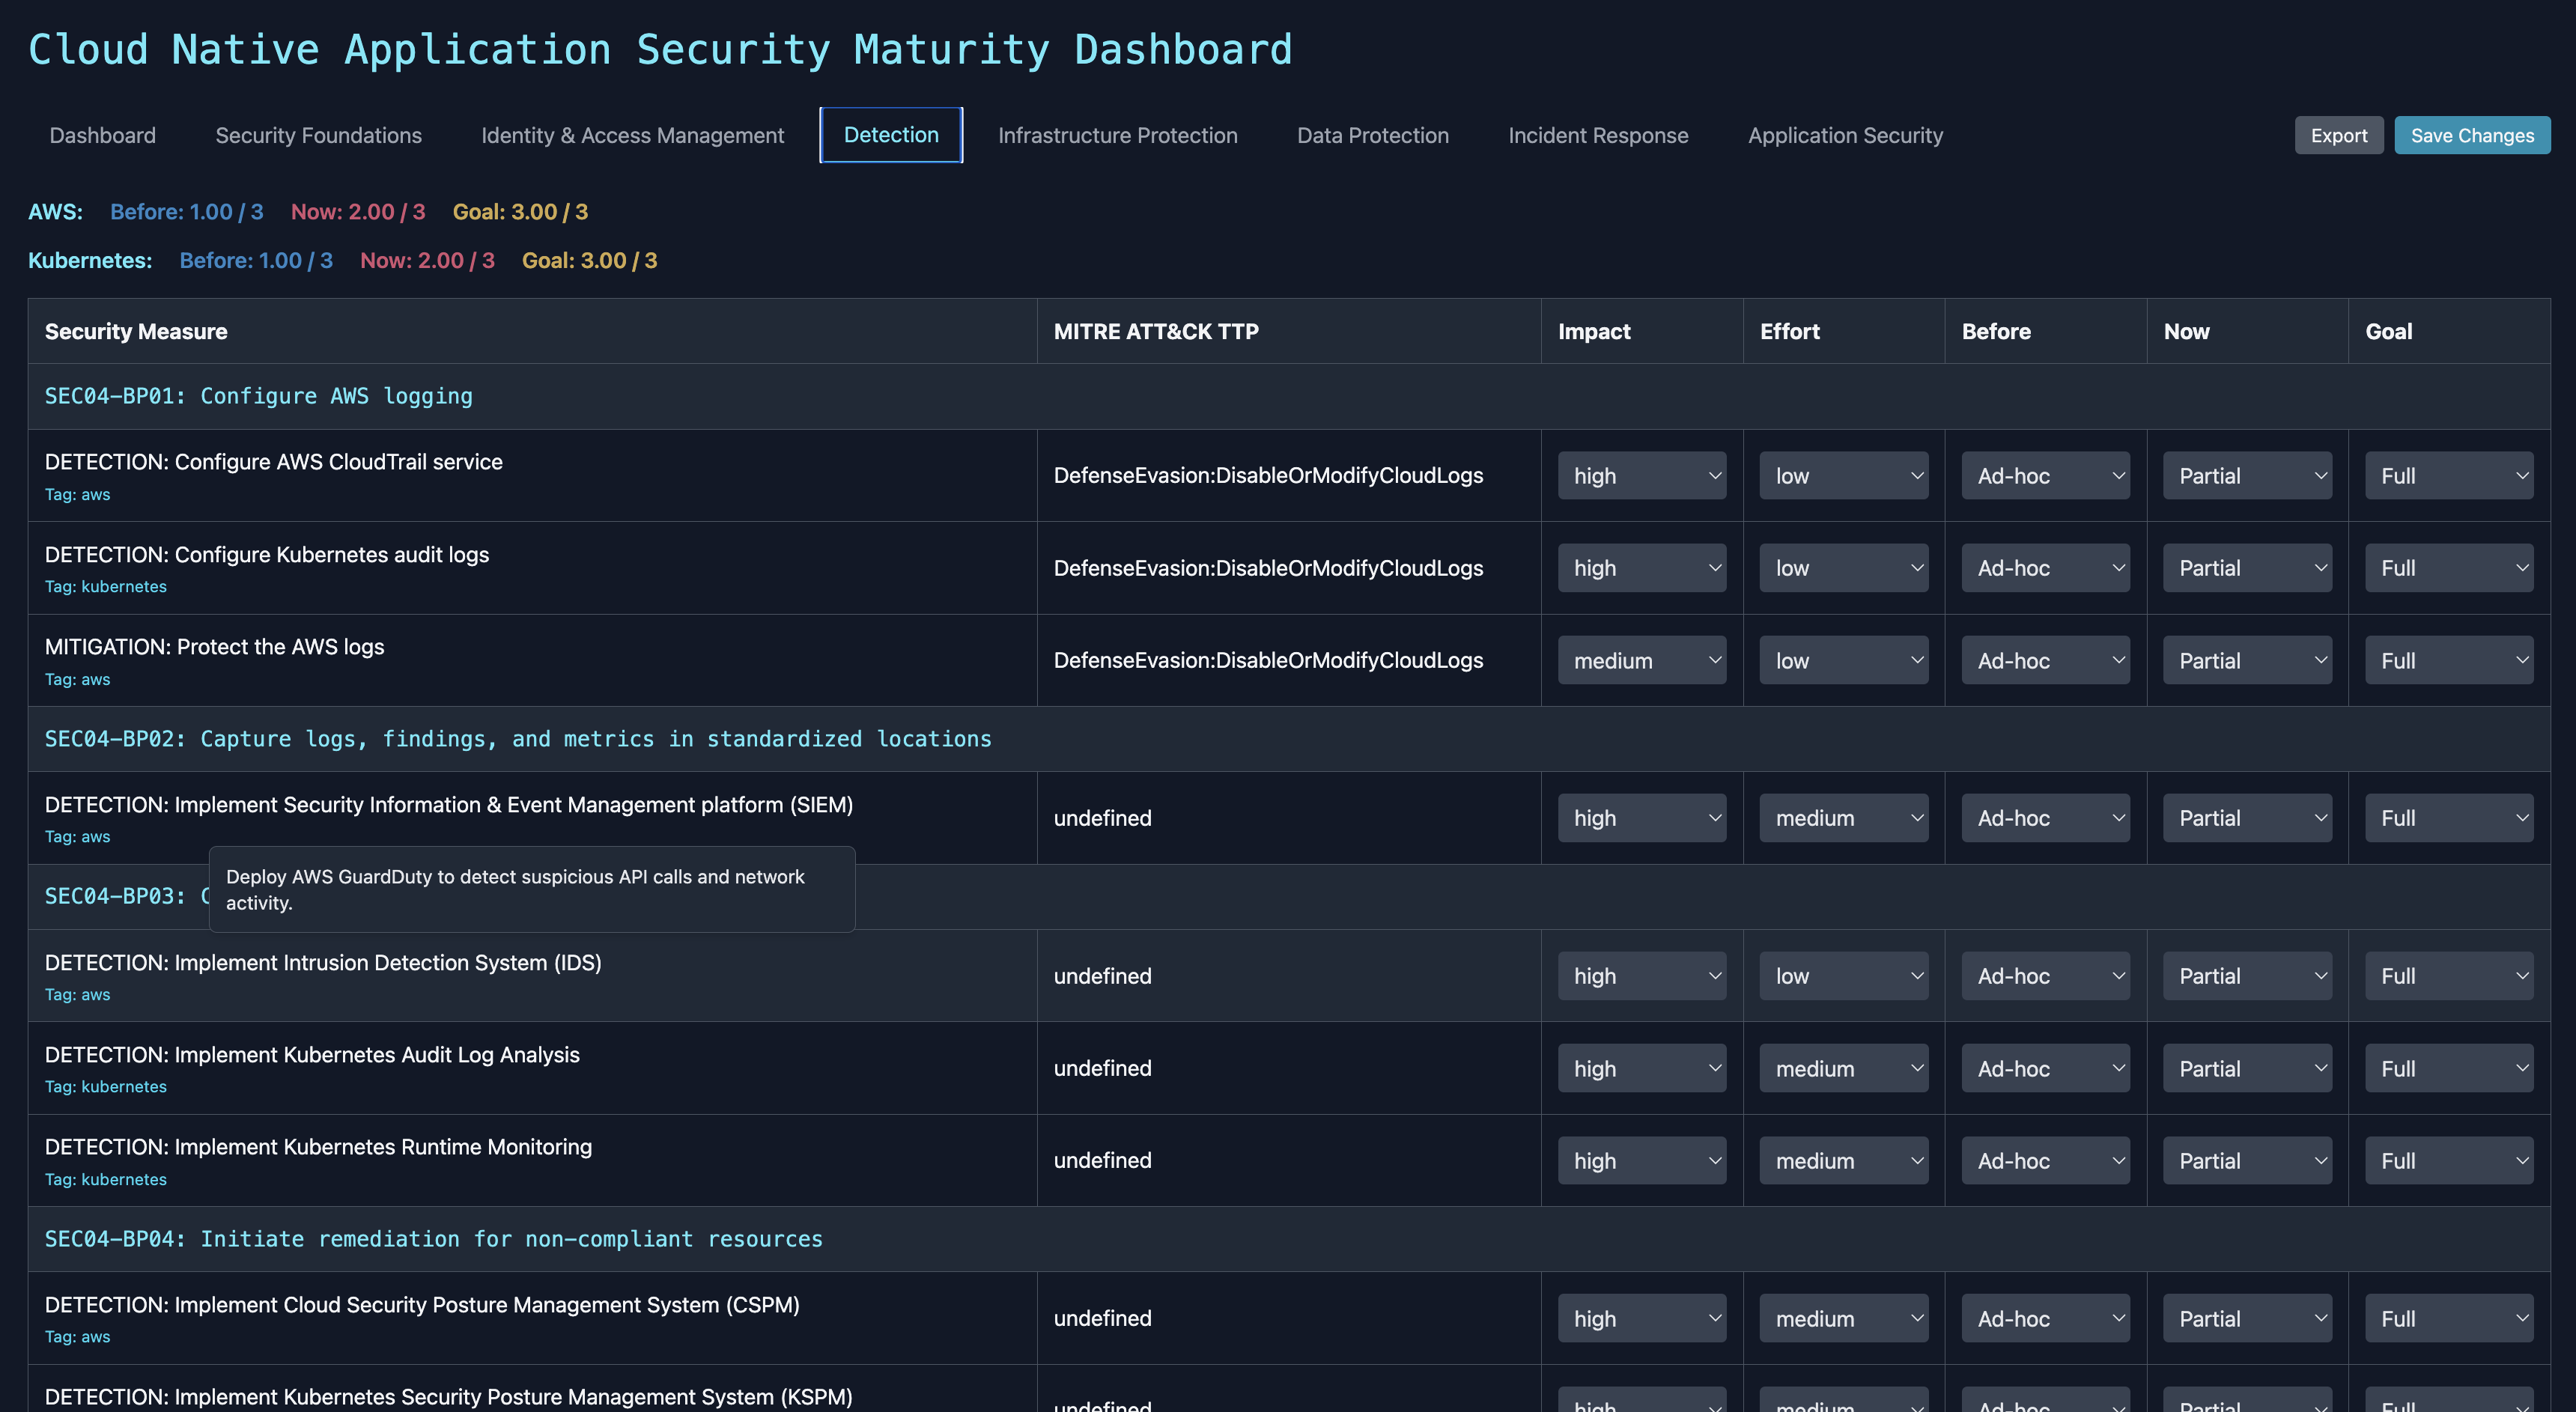 Cloud Native Application Security Maturity Dashboard
Dashboard Security Foundations Identity & Access Management Detection Infrastructure Protection Data Protection Incident Response Application Security Export Save Changes
AWS: Before: 1.00 / 3 Now: 2.00 / 3 Goal: 3.00 / 3
Kubernetes: Before: 1.00 / 3 Now: 2.00 / 3 Goal: 3.00 / 3
Security Measure MITRE ATT&CK TTP Impact Effort Before Now Goal
SEC04-BP01: Configure AWS logging
DETECTION: Configure AWS CloudTrail service
Tag: aws
DefenseEvasion:DisableOrModifyCloudLogs high low Ad-hoc Partial Full
DETECTION: Configure Kubernetes audit logs
Tag: kubernetes
DefenseEvasion:DisableOrModifyCloudLogs high low Ad-hoc Partial Full
MITIGATION: Protect the AWS logs
Tag: aws
DefenseEvasion:DisableOrModifyCloudLogs medium low Ad-hoc Partial Full
SEC04-BP02: Capture logs, findings, and metrics in standardized locations
DETECTION: Implement Security Information & Event Management platform (SIEM)
Tag: aws
undefined high medium Ad-hoc Partial Full
Deploy AWS GuardDuty to detect suspicious API calls and network
activity.
SEC04-BP03:
DETECTION: Implement Intrusion Detection System (IDS)
Tag: aws
undefined high low Ad-hoc Partial Full
DETECTION: Implement Kubernetes Audit Log Analysis
Tag: kubernetes
undefined high medium Ad-hoc Partial Full
DETECTION: Implement Kubernetes Runtime Monitoring
Tag: kubernetes
undefined high medium Ad-hoc Partial Full
SEC04-BP04: Initiate remediation for non-compliant resources
DETECTION: Implement Cloud Security Posture Management System (CSPM)
Tag: aws
undefined high medium Ad-hoc Partial Full
DETECTION: Implement Kubernetes Security Posture Management System (KSPM)
undefined high medium Ad-hoc Partial Full